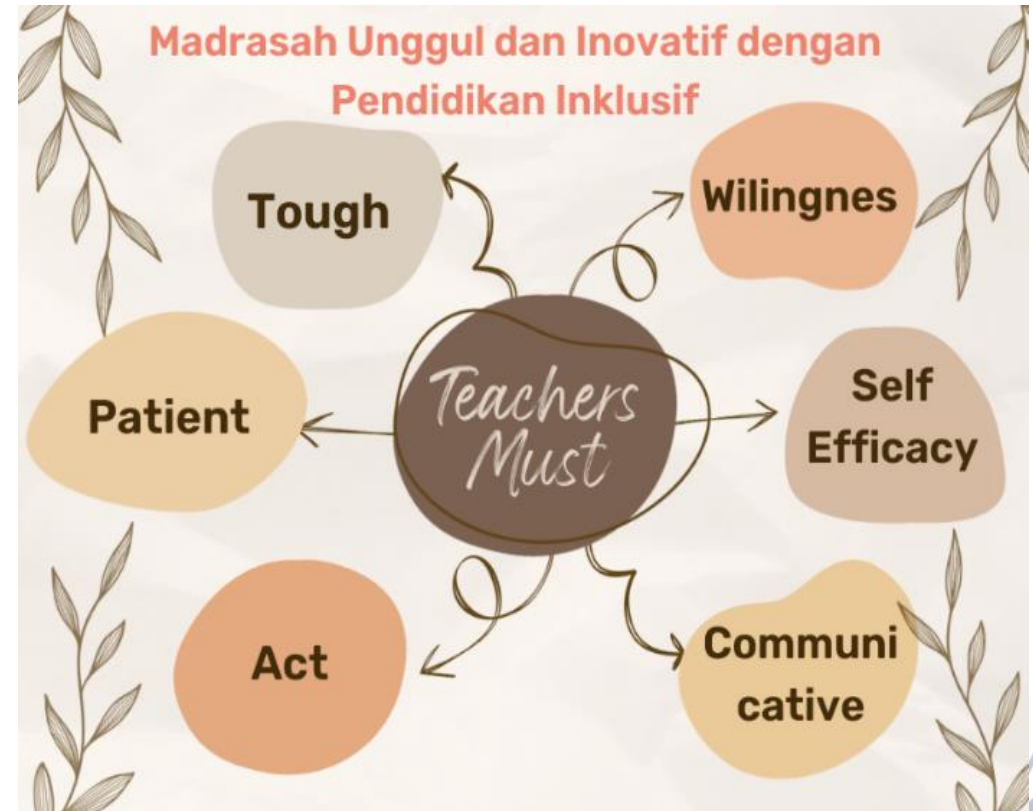 Madrasah Unggul dan Inovatif dengan
Pendidikan Inklusif
Tough
Wilingnes
Patient
Teachers
Must
Self
Efficacy
Act
Communi
cative